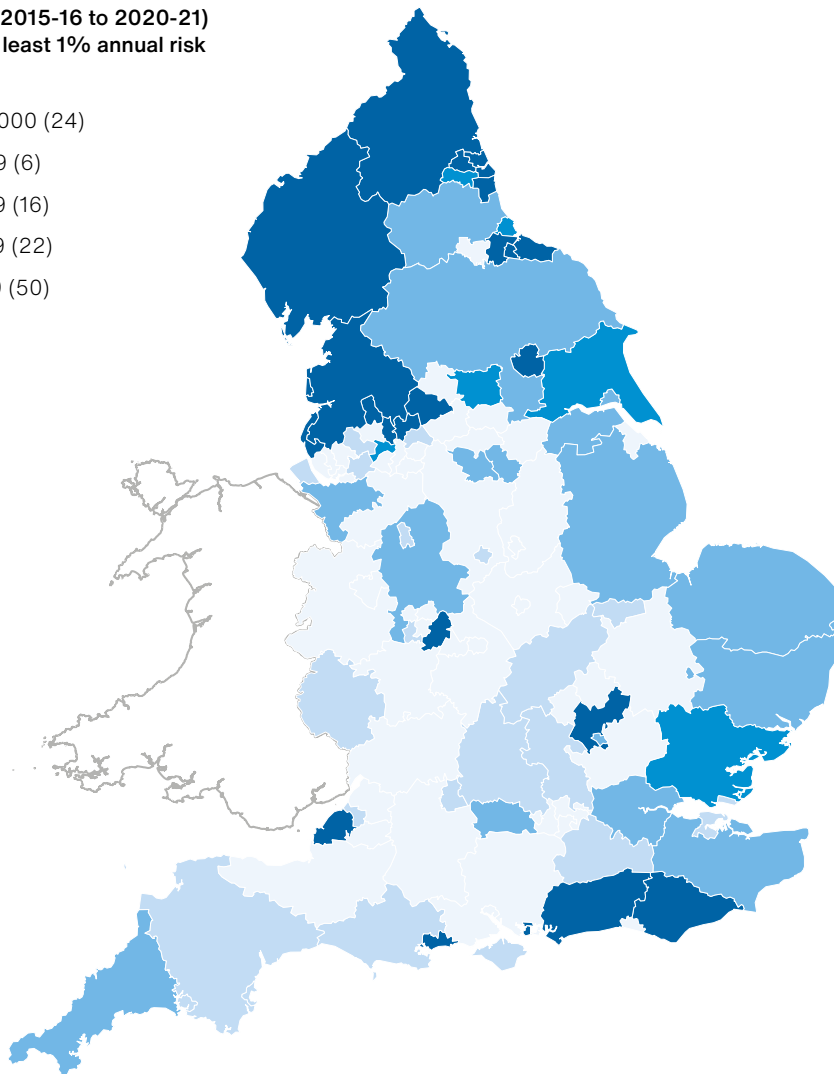 2015-16 to 2020-21)
least 1% annual risk
000 (24)
9 (6)
9 (16)
9 (22)
0 (50)